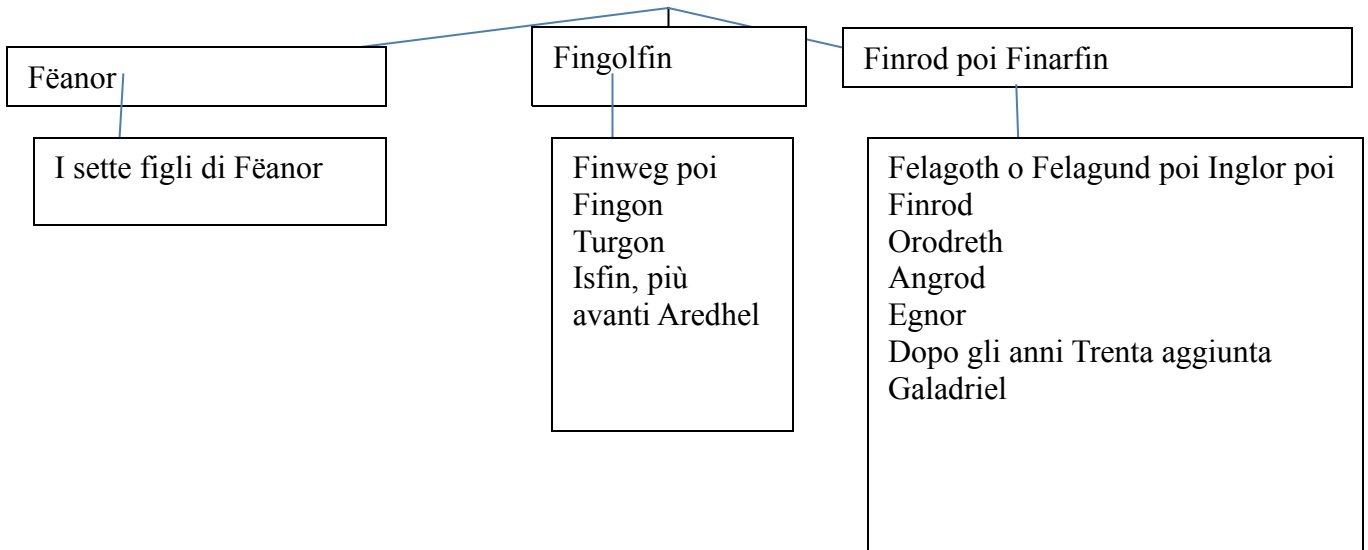 Fëanor
Fingolfin
Finrod poi Finarfin
I sette figli di Fëanor
Finweg poi
Fingon
Turgon
Isfin, più
avanti Aredhel
Felagoth o Felagund poi Inglor poi
Finrod
Orodreth
Angrod
Egnor
Dopo gli anni Trenta aggiunta
Galadriel